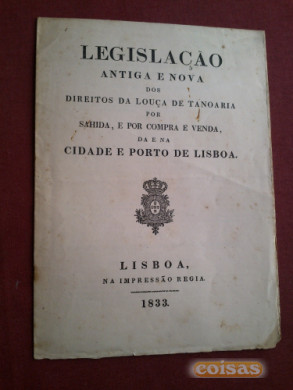 LEGISLAÇÃO
ANTIGA E NOVA
DOS
DIREITOS DA LOUÇA DE TANOARIA
POR
SAHIDA, E POR COMPRA E VENDA,
DA E NA
CIDADE E PORTO DE LISBOA.
LISBOA,
NA IMPRESSÃO REGIA.
1833.
coisas